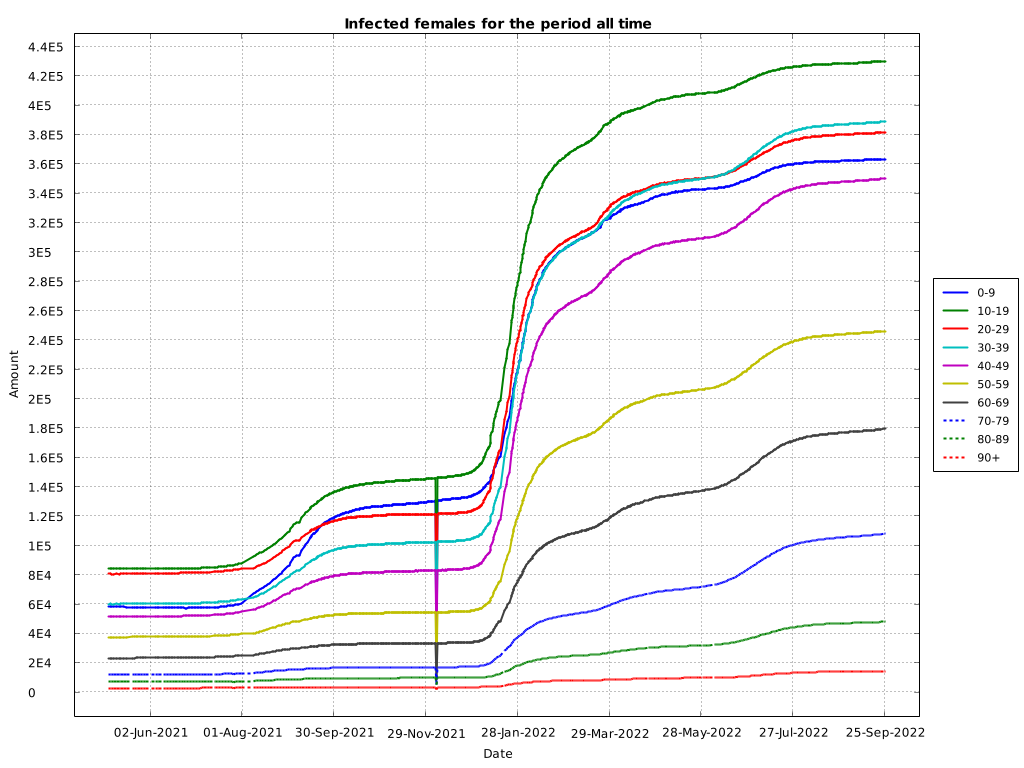 Infected females for the period all time
4.4E5
4.2E5
4E5
3.8E5
3.6E5
3.4E5
3.2E5
3E5
2.8E5
2.6E5
2.4E5
2.2E5
2E5
1.8E5
1.6E5
1.4E5
1.2E5
1E5
8E4
6E4
4E4
2E4
0
Amount
02-Jun-2021 01-Aug-2021 30-Sep-2021 29-Nov-2021 28-Jan-2022 29-Mar-2022 28-May-2022 27-Jul-2022 25-Sep-2022
Date
0-9
10-19
20-29
30-39
40-49
50-59
60-69
70-79
80-89
90+